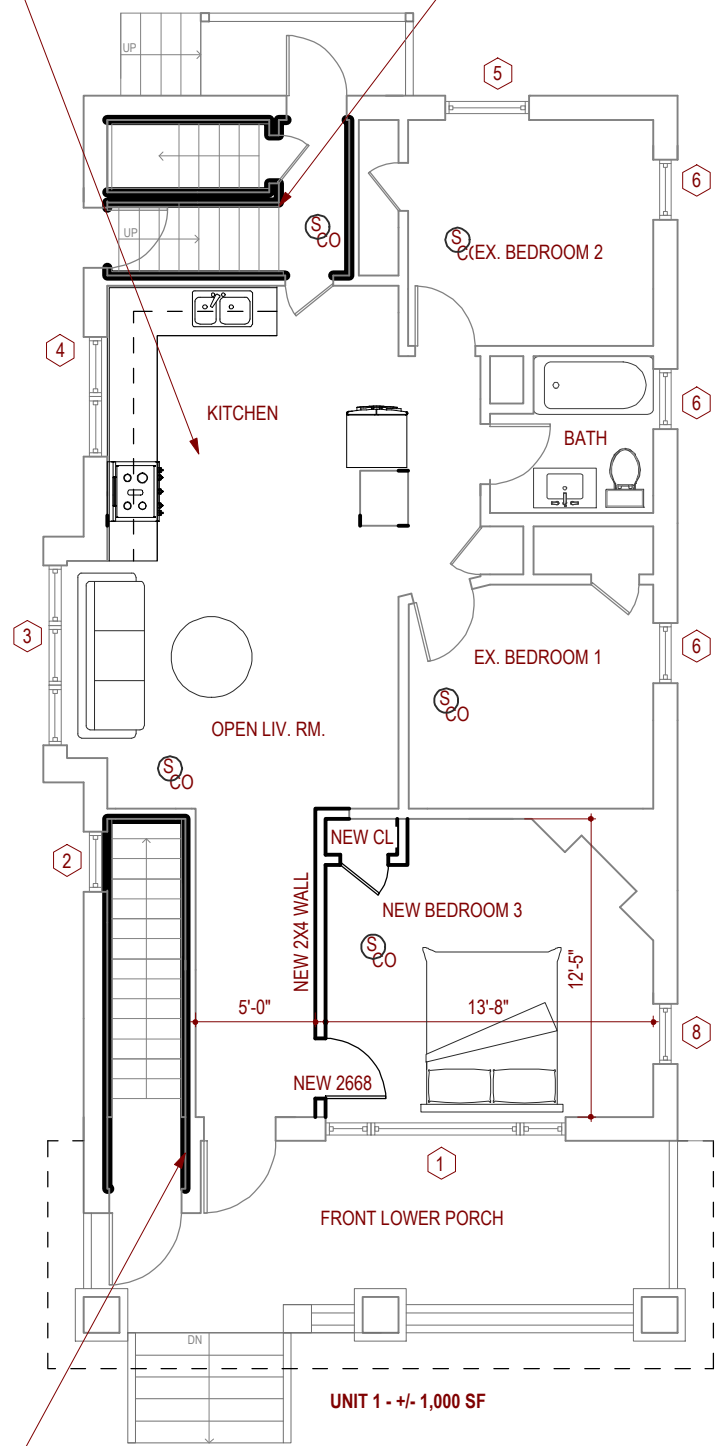 UP
5
6
UP
S
CO
S
C(
EX. BEDROOM 2
4
6
KITCHEN
BATH
3
6
EX. BEDROOM 1
S
CO
OPEN LIV. RM.
S
CO
NEW CL
2
NEW 2X4 WALL
NEW BEDROOM 3
S
CO
12'-5"
5'-0"
13'-8"
8
NEW 2668
1
FRONT LOWER PORCH
DN
UNIT 1 - +/- 1,000 SF